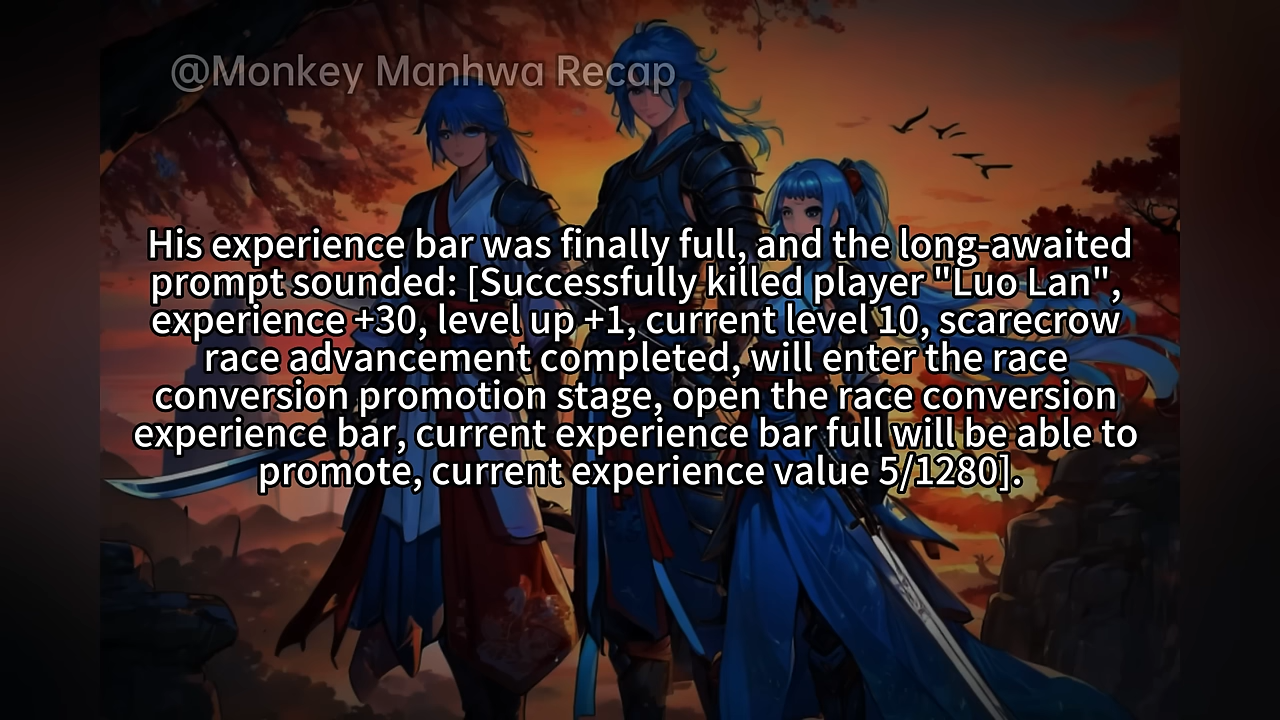 @Monkey Manhwa Recap
His experience bar was finally full, and the long-awaited
prompt sounded: [Successfully killed player "Luo Lan",
experience +30, level up +1, current level 10, scarecrow
race advancement completed, will enter the race
conversion promotion stage, open the race conversion
experience bar, current experience bar full will be able to
promote, current experience value 5/1280].